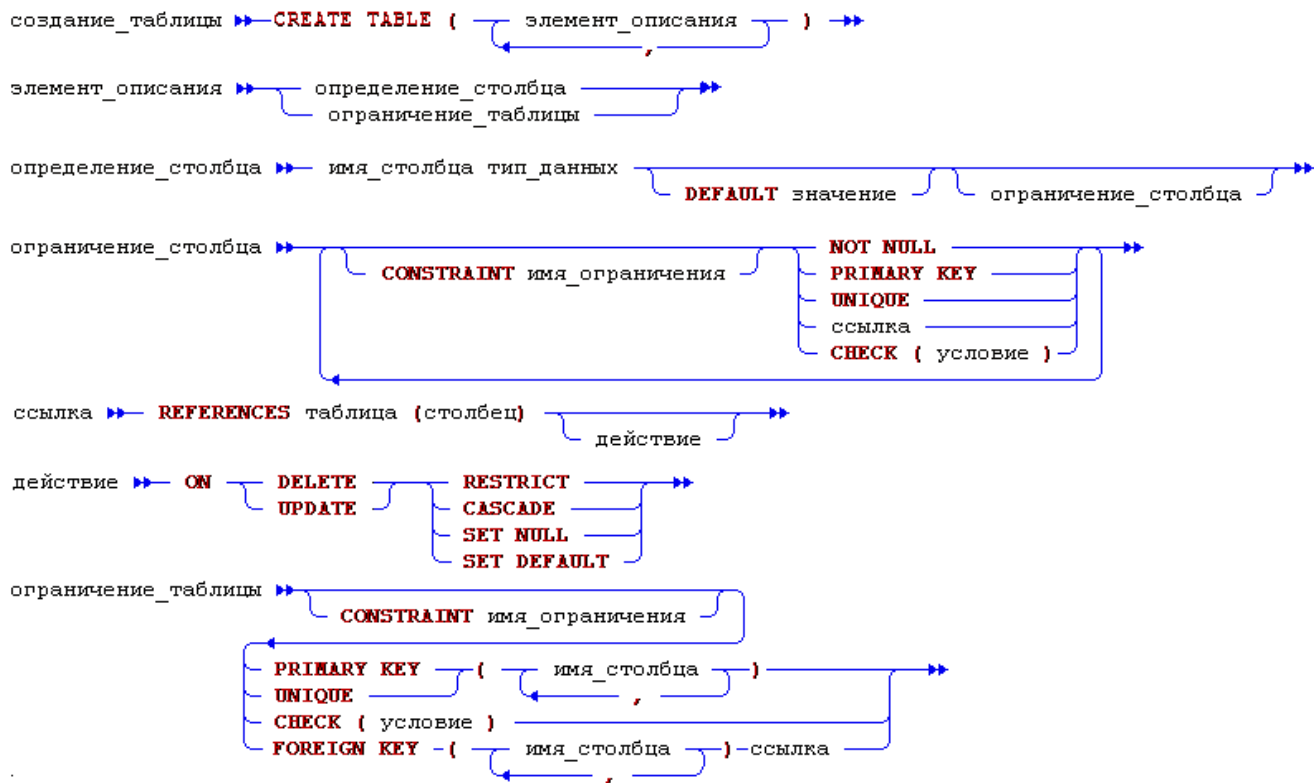 создание_таблицы CREATE TABLE ( элемент_описания )
,
элемент_описания определение_столбца
ограничение_таблицы
определение_столбца имя_столбца тип_данных
DEFAULT значение ограничение_столбца
ограничение_столбца NOT NULL
CONSTRAINT имя_ограничения PRIMARY KEY
UNIQUE
ссылка
CHECK ( условие )
ссылка REFERENCES таблица (столбец)
действие
действие ON DELETE RESTRICT
UPDATE CASCADE
SET NULL
SET DEFAULT
ограничение_таблицы
CONSTRAINT имя_ограничения
PRIMARY KEY ( имя_столбца )
UNIQUE ,
CHECK ( условие )
FOREIGN KEY ( имя_столбца ) ссылка
,